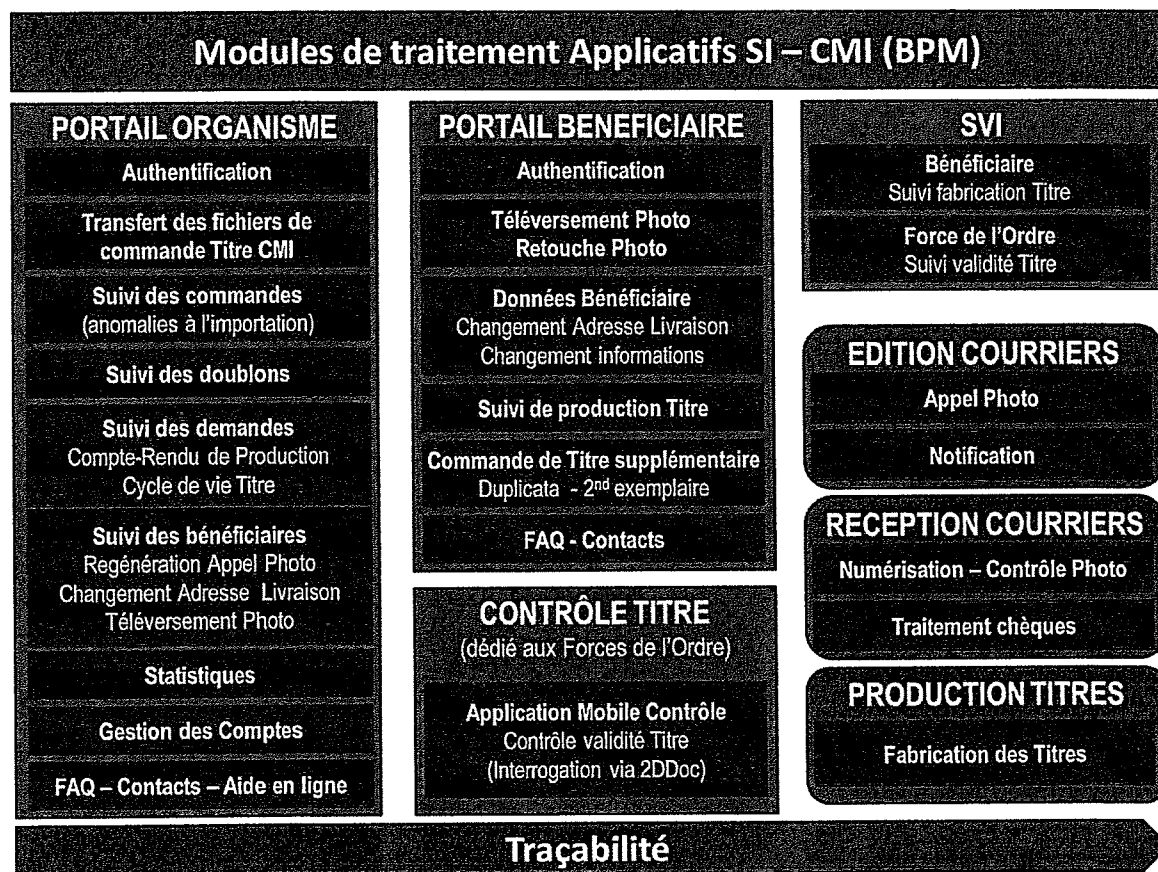 Modules de traitement Applicatifs SI – CMI (BPM)
PORTAIL ORGANISME
Authentification
Transfert des fichiers de
commande Titre CMI
Suivi des commandes
(anomalies à l'importation)
Suivi des doublons
Suivi des demandes
Compte-Rendu de Production
Cycle de vie Titre
Suivi des bénéficiaires
Regénération Appel Photo
Changement Adresse Livraison
Téléversement Photo
Statistiques
Gestion des Comptes
FAQ – Contacts – Aide en ligne
PORTAIL BENEFICIAIRE
Authentification
Téléversement Photo
Retouche Photo
Données Bénéficiaire
Changement Adresse Livraison
Changement informations
Suivi de production Titre
Commande de Titre supplémentaire
Duplicata - 2nd exemplaire
FAQ - Contacts
CONTRÔLE TITRE
(dédié aux Forces de l'Ordre)
Application Mobile Contrôle
Contrôle validité Titre
(Interrogation via 2DDoc)
SVI
Bénéficiaire
Suivi fabrication Titre
Force de l'Ordre
Suivi validité Titre
EDITION COURRIERS
Appel Photo
Notification
RECEPTION COURRIERS
Numérisation – Contrôle Photo
Traitement chèques
PRODUCTION TITRES
Fabrication des Titres
Traçabilité